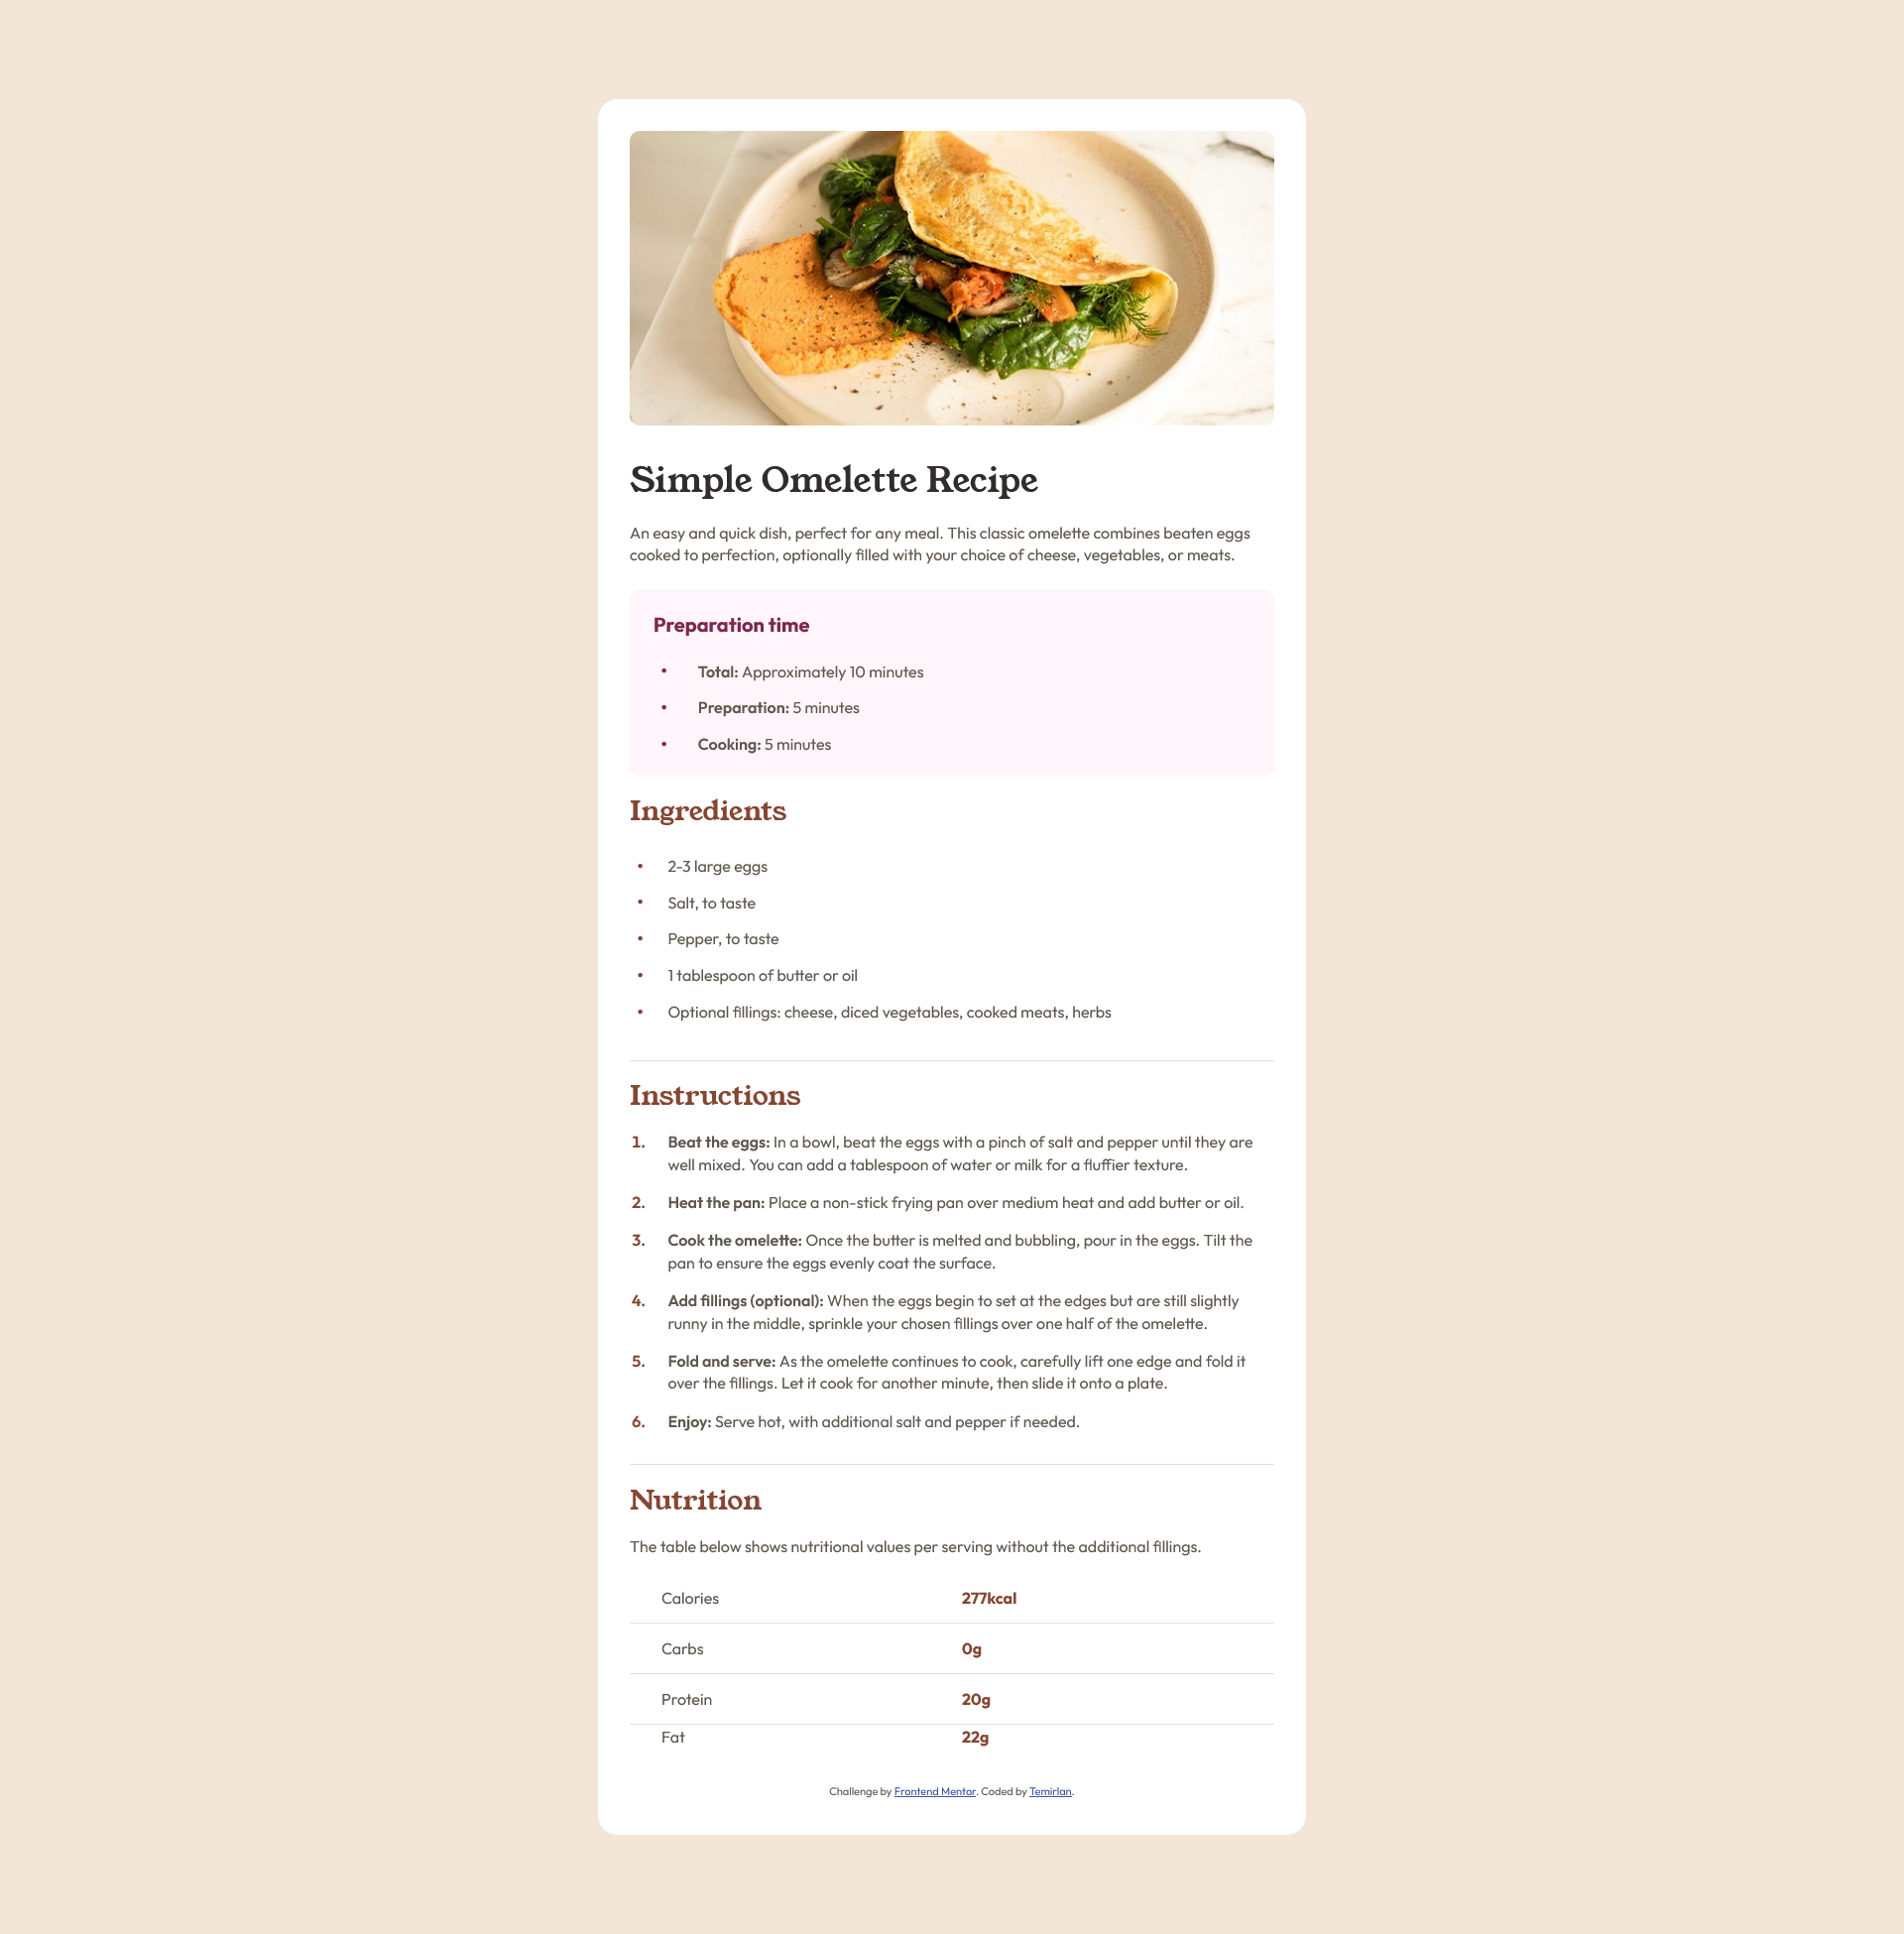 Simple Omelette Recipe
An easy and quick dish, perfect for any meal. This classic omelette combines beaten eggs
cooked to perfection, optionally filled with your choice of cheese, vegetables, or meats.
Preparation time
• Total: Approximately 10 minutes
• Preparation: 5 minutes
• Cooking: 5 minutes
Ingredients
• 2-3 large eggs
• Salt, to taste
• Pepper, to taste
• 1 tablespoon of butter or oil
• Optional fillings: cheese, diced vegetables, cooked meats, herbs
Instructions
1. Beat the eggs: In a bowl, beat the eggs with a pinch of salt and pepper until they are
well mixed. You can add a tablespoon of water or milk for a fluffier texture.
2. Heat the pan: Place a non-stick frying pan over medium heat and add butter or oil.
3. Cook the omelette: Once the butter is melted and bubbling, pour in the eggs. Tilt the
pan to ensure the eggs evenly coat the surface.
4. Add fillings (optional): When the eggs begin to set at the edges but are still slightly
runny in the middle, sprinkle your chosen fillings over one half of the omelette.
5. Fold and serve: As the omelette continues to cook, carefully lift one edge and fold it
over the fillings. Let it cook for another minute, then slide it onto a plate.
6. Enjoy: Serve hot, with additional salt and pepper if needed.
Nutrition
The table below shows nutritional values per serving without the additional fillings.
Calories 277kcal
Carbs 0g
Protein 20g
Fat 22g
Challenge by Frontend Mentor. Coded by Temirlan.